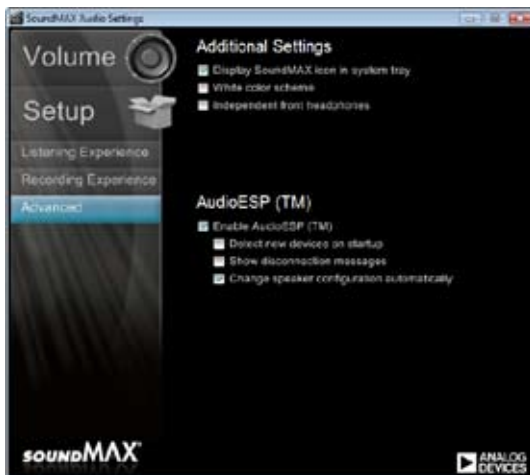 SoundMAX Audio Settings
Volume
Setup
Listening Experience
Recording Experience
Advanced
Additional Settings
Display SoundMAX icon in system tray
White color scheme
Independent front headphones
AudioESP (TM)
Enable AudioESP (TM)
Detect new devices on startup
Show disconnection messages
Change speaker configuration automatically
SOUNDMAX
ANALOG
DEVICES